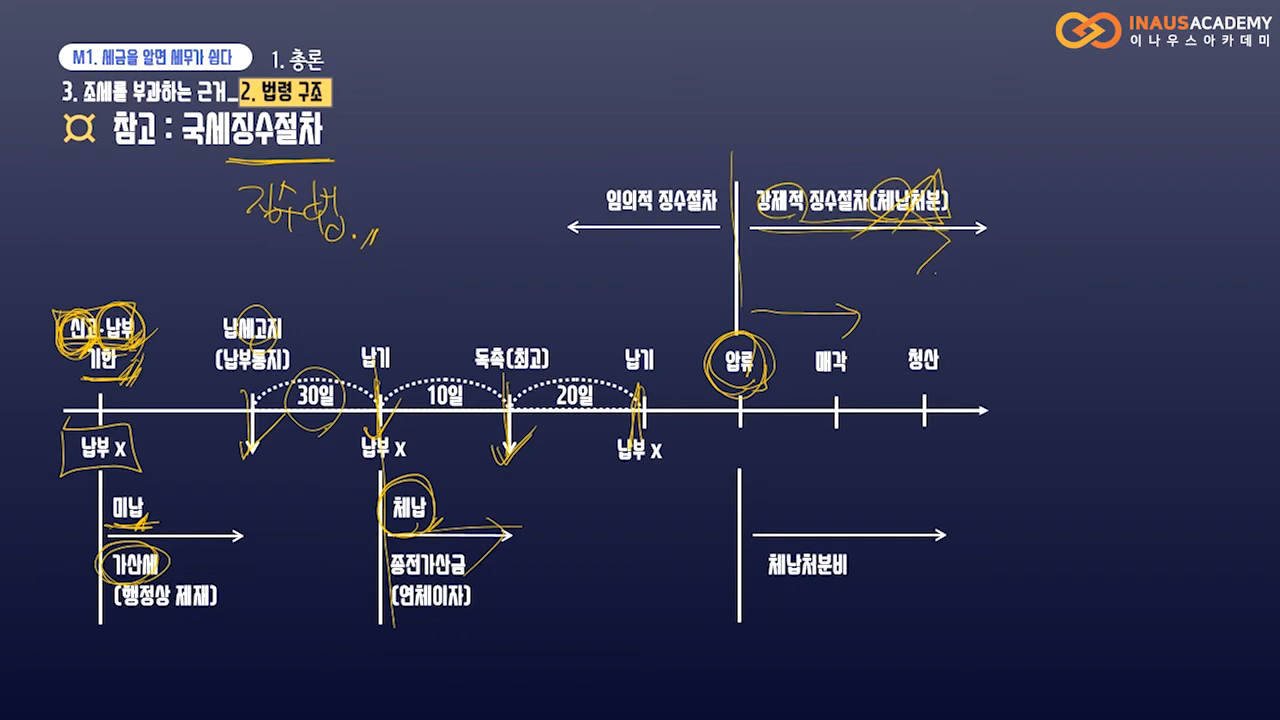 INAUSACADEMY
이나우스아카데미
M1. 세금을 알면 세무가 쉽다
1. 총론
3. 조세를 부과하는 근거_2. 법령 구조
참고 : 국세징수절차
징수법.
임의적 징수절차
강제적 징수절차(체납처분)
신고·납부
기한
납세고지
(납부통지)
납기
독촉(최고)
납기
압류
매각
청산
30일
10일
20일
납부 x
납부 x
납부 x
미납
가산세
(행정상 제재)
체납
종전가산금
(연체이자)
체납처분비